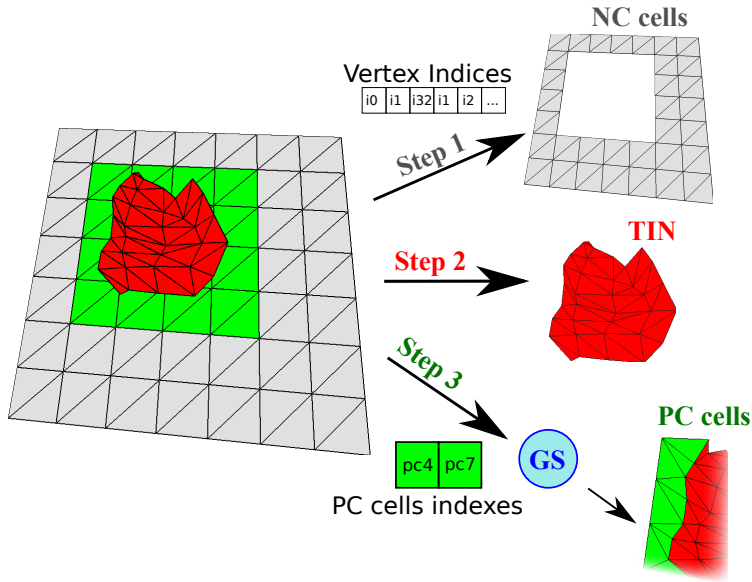 NC cells
Vertex Indices
i0 i1 i32 i1 i2 ...
Step 1
TIN
Step 2
Step 3
PC cells
pc4 pc7
GS
PC cells indexes